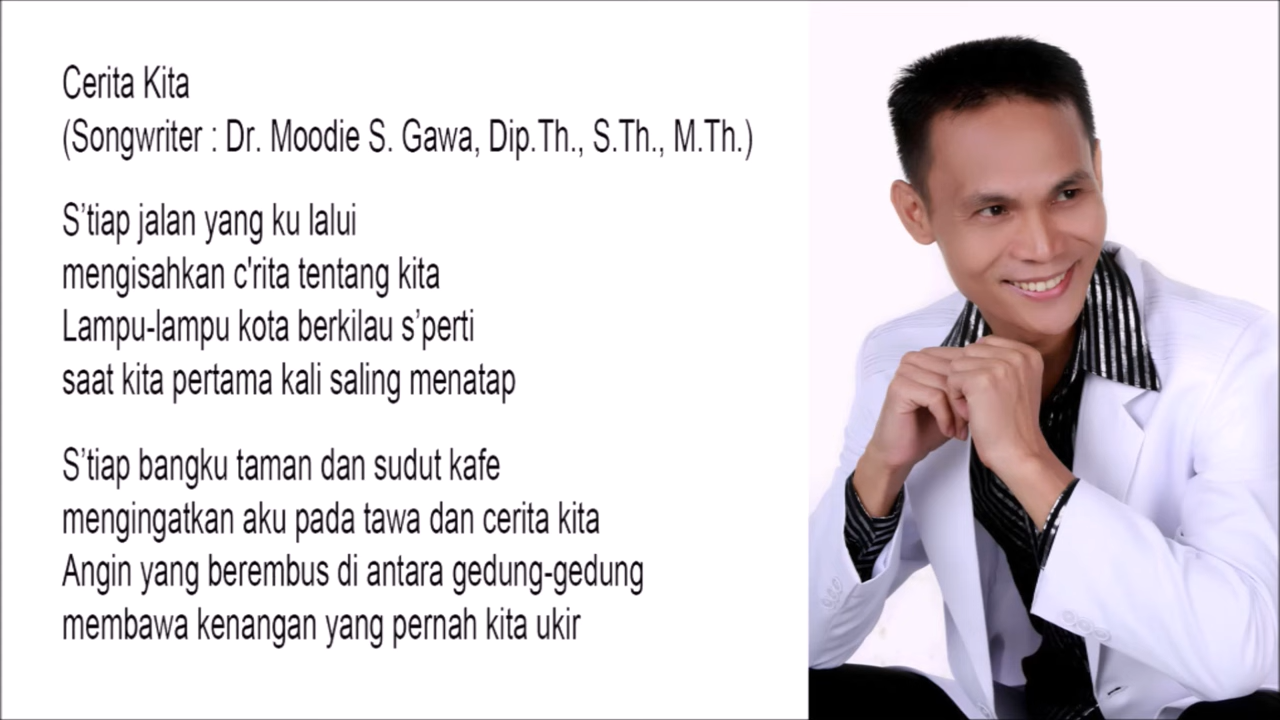 Cerita Kita
(Songwriter : Dr. Moodie S. Gawa, Dip.Th., S.Th., M.Th.)
S’tiap jalan yang ku lalui
mengisahkan c'rita tentang kita
Lampu-lampu kota berkilau s’perti
saat kita pertama kali saling menatap
S’tiap bangku taman dan sudut kafe
mengingatkan aku pada tawa dan cerita kita
Angin yang berembus di antara gedung-gedung
membawa kenangan yang pernah kita ukir